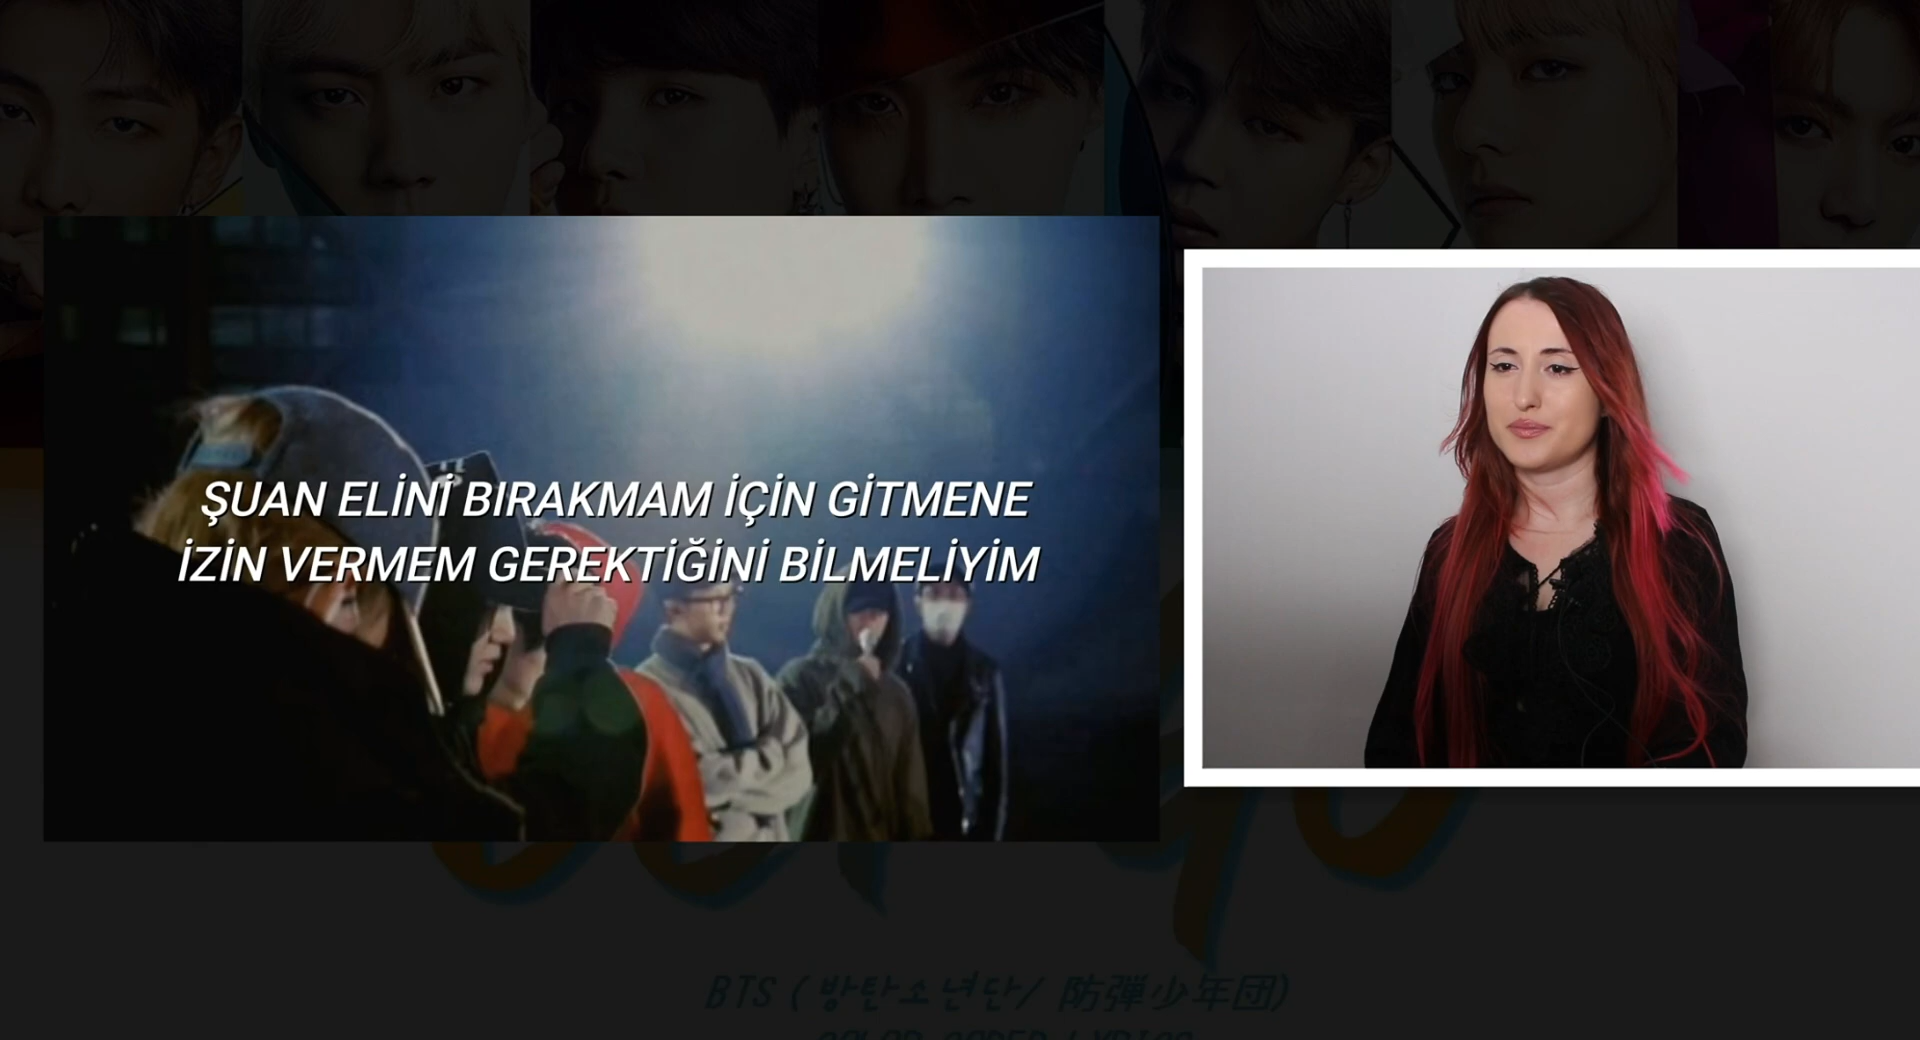 ŞUAN ELİNİ BIRAKMAM İÇİN GİTMENE
İZİN VERMEM GEREKTİĞİNİ BİLMELİYİM
BTS ( 방탄소년단/ 防彈少年団)